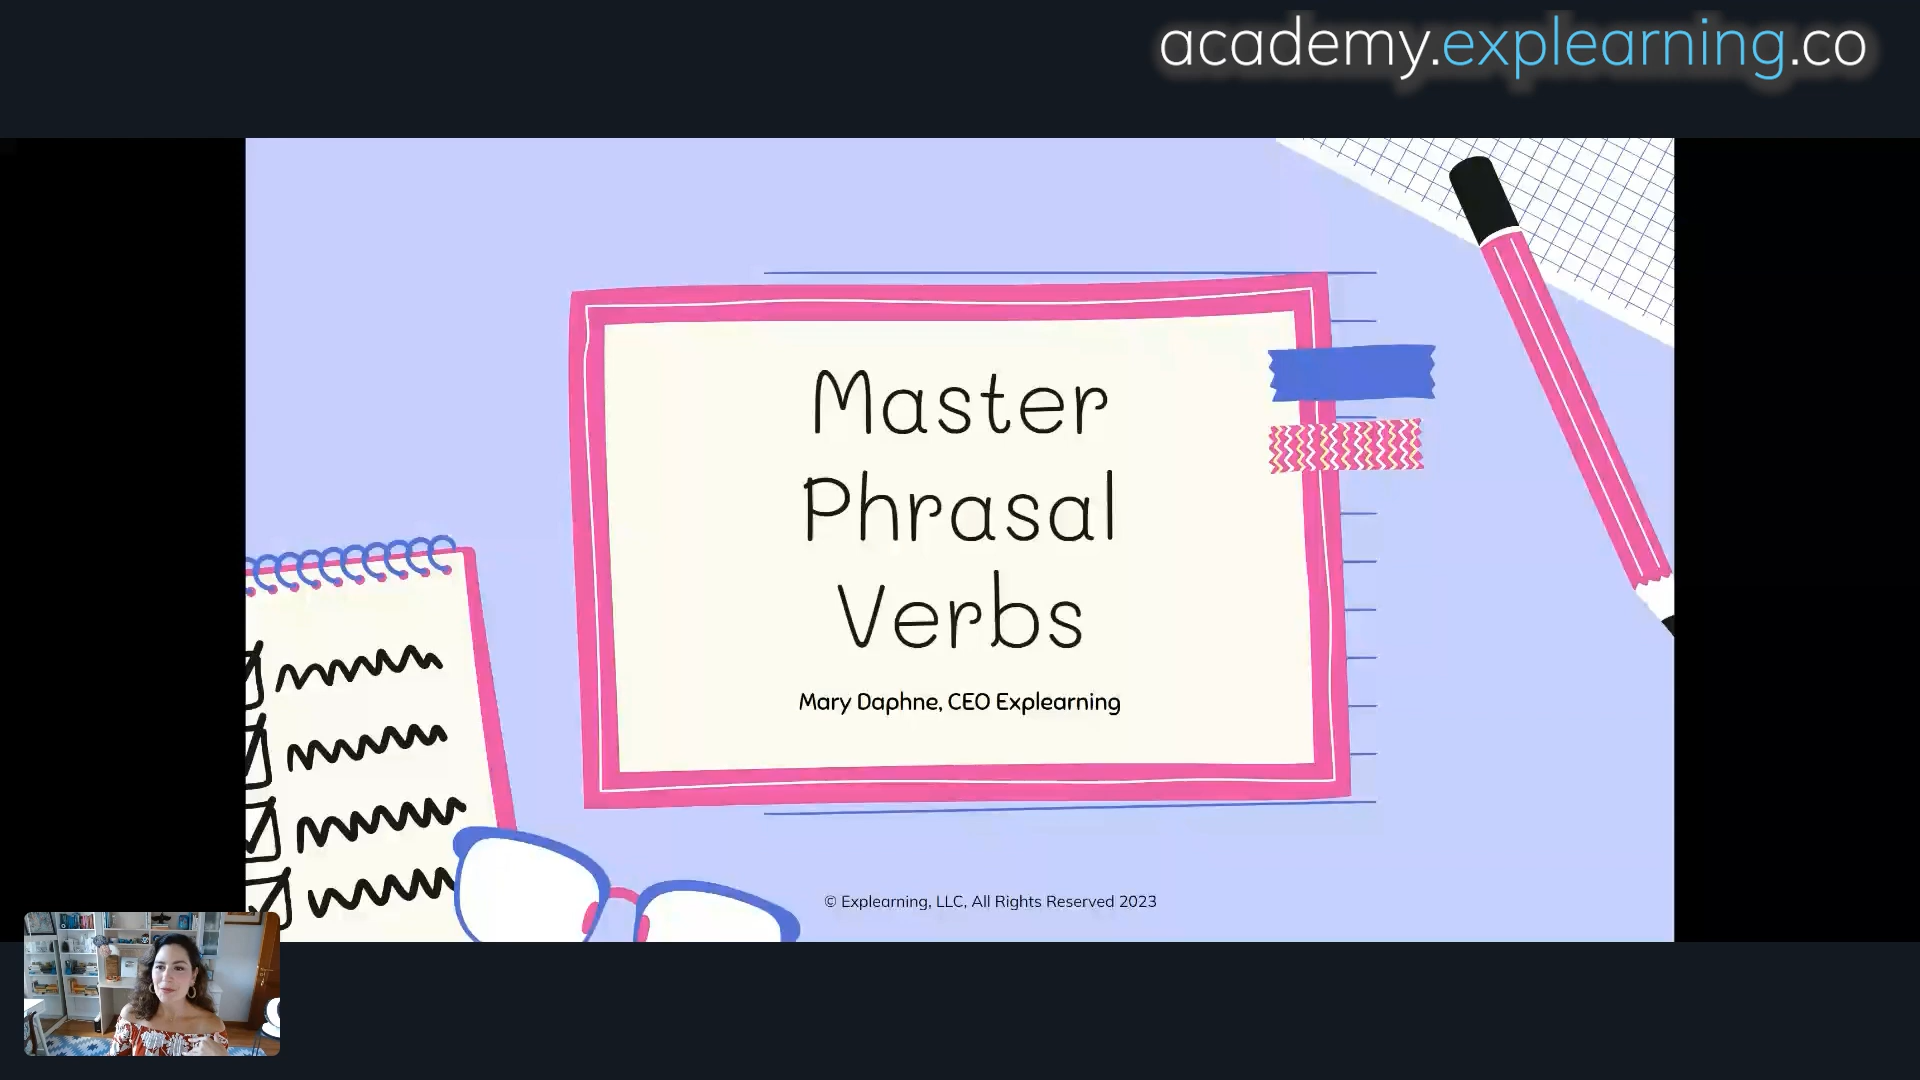 academy.explearning.co
Master
Phrasal
Verbs
Mary Daphne, CEO Explearning
© Explearning, LLC, All Rights Reserved 2023